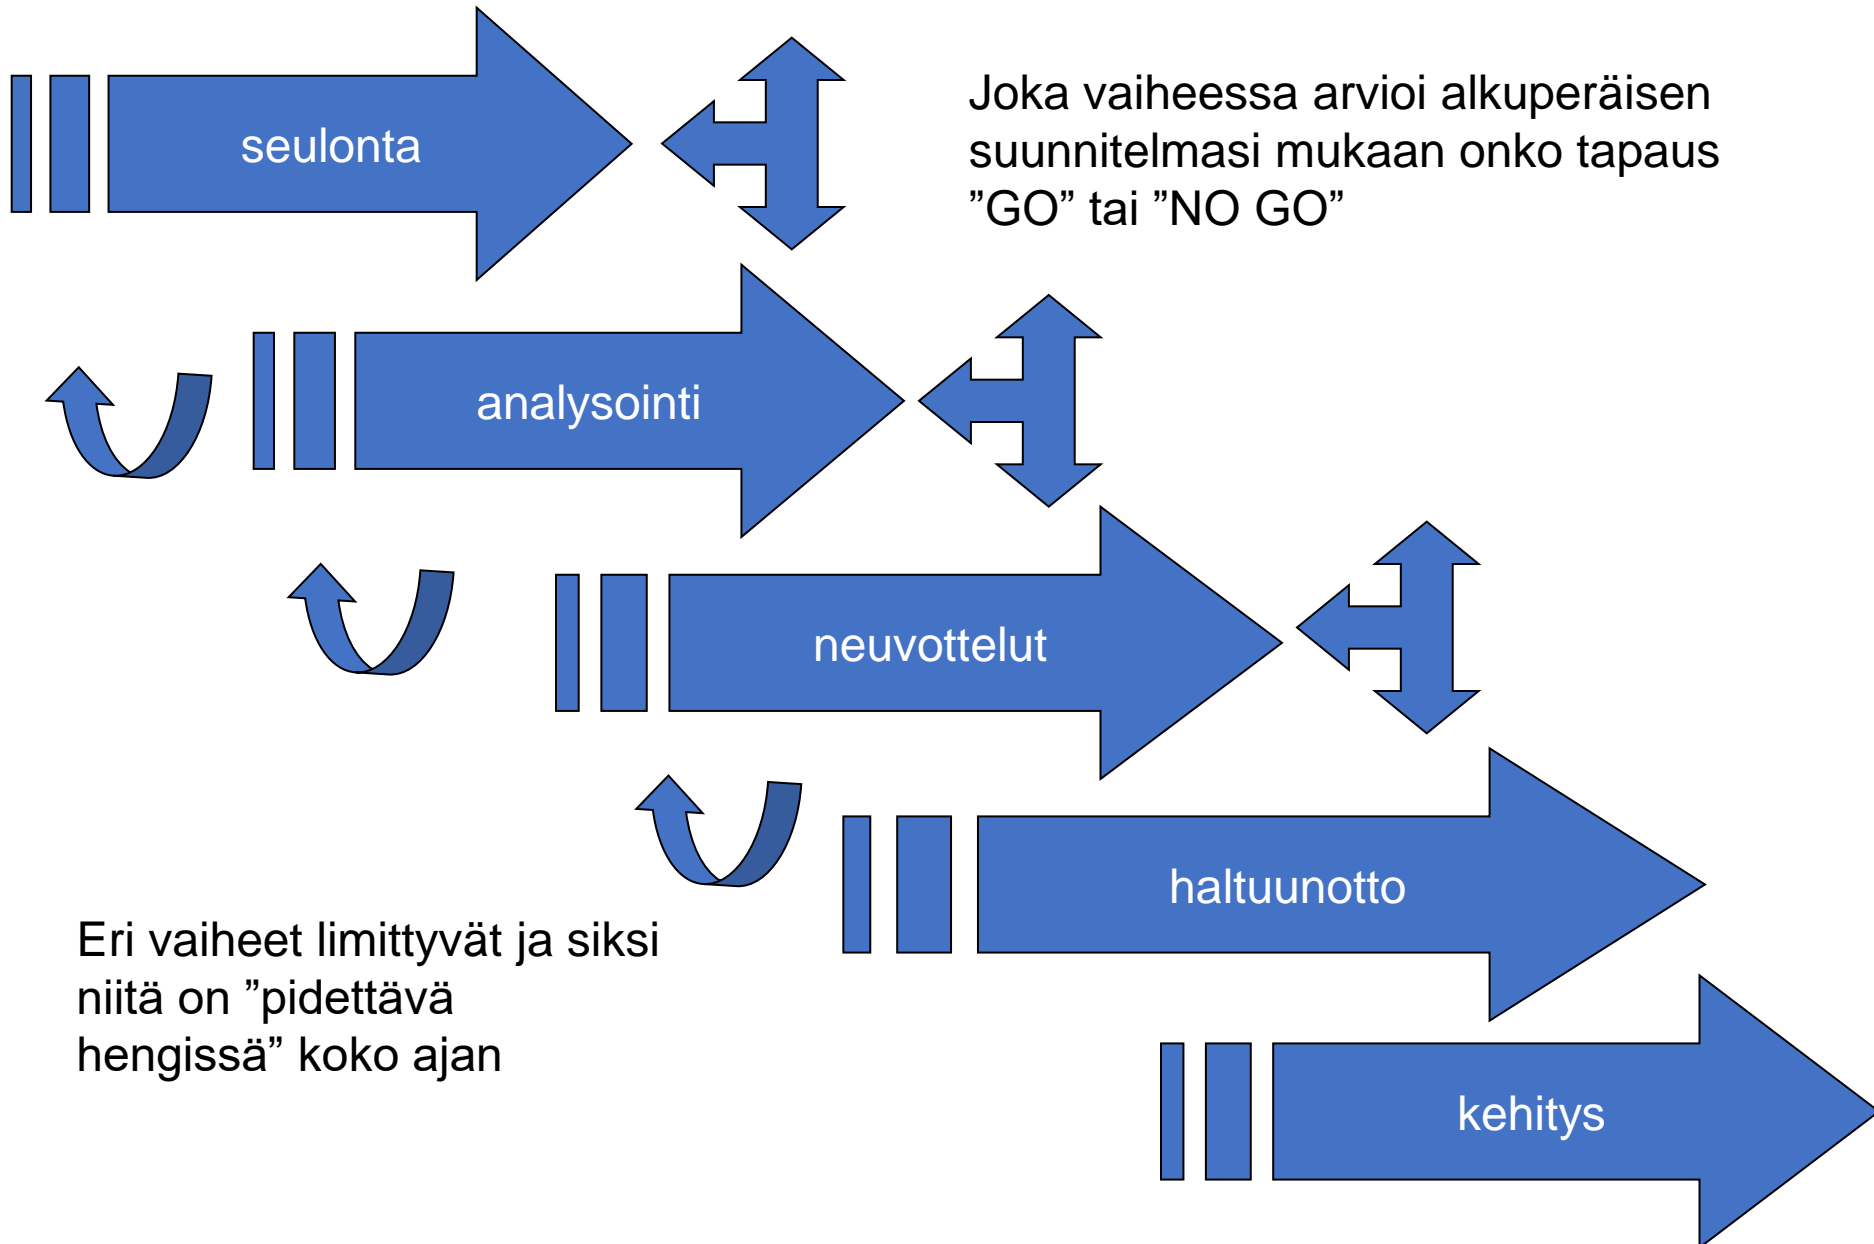 seulonta
Joka vaiheessa arvioi alkuperäisen
suunnitelmasi mukaan onko tapaus
”GO” tai ”NO GO”
analysointi
neuvottelut
haltuunotto
Eri vaiheet limittyvät ja siksi
niitä on ”pidettävä
hengissä” koko ajan
kehitys